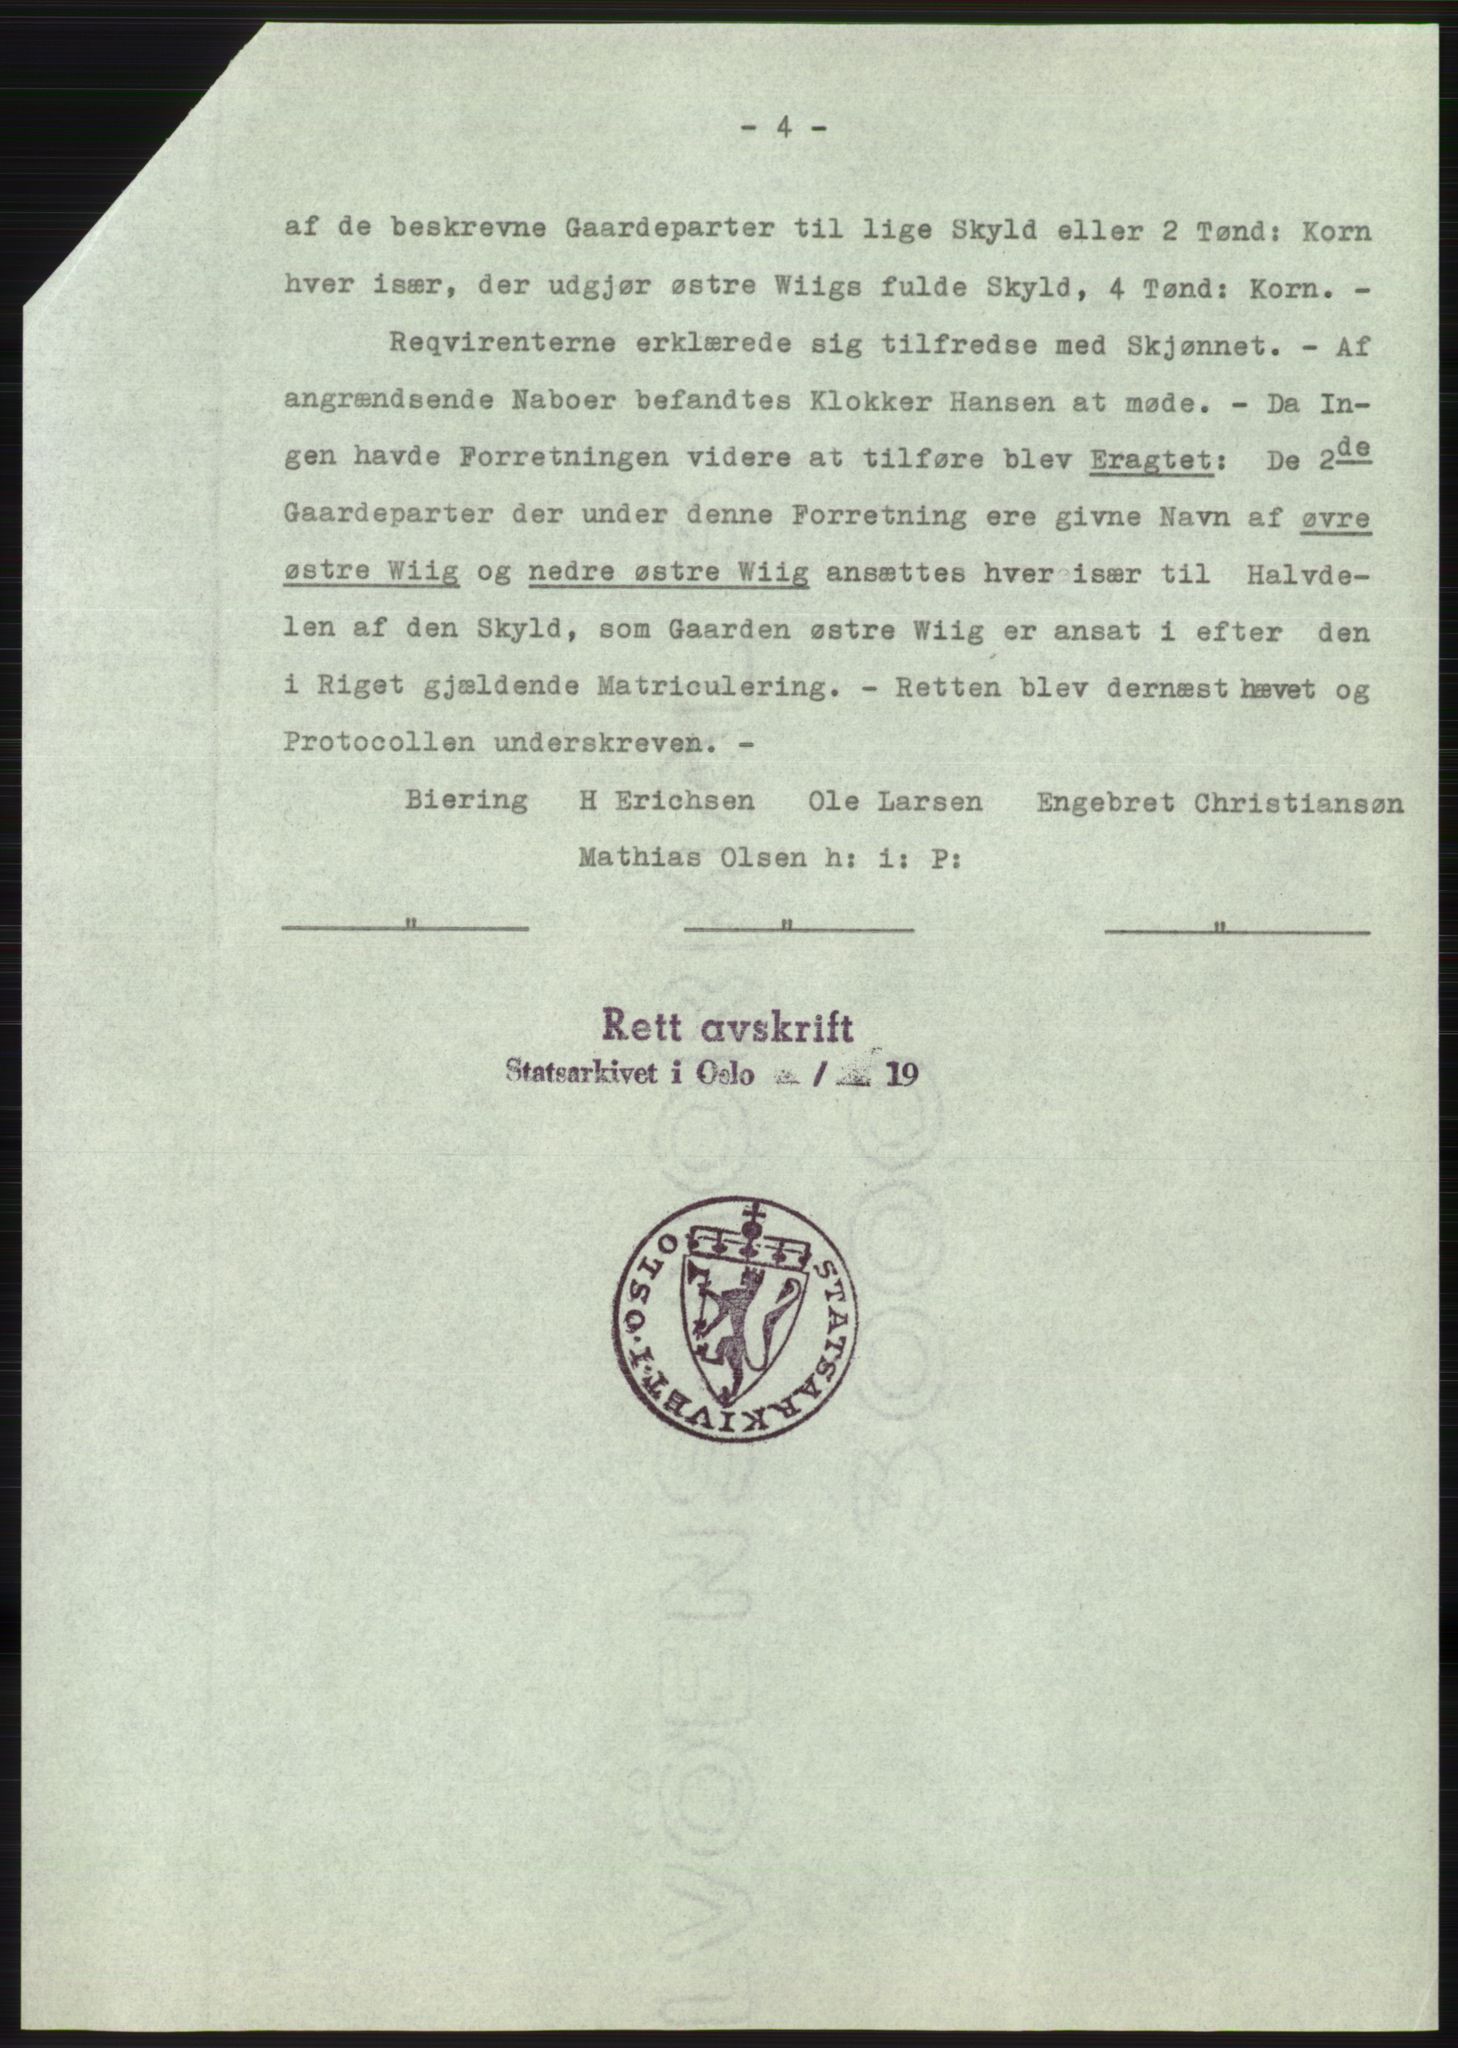 - 4 -
af de beskrevne Gaardeparter til lige Skyld eller 2 Tønd: Korn
hver især, der udgjør østre Wiigs fulde Skyld, 4 Tønd: Korn. -
Reqvirenterne erklærede sig tilfredse med Skjønnet. - Af
angrændsende Naboer befandtes Klokker Hansen at møde. - Da In-
gen havde Forretningen videre at tilføre blev Eragtet: De 2de
Gaardeparter der under denne Forretning ere givne Navn af øvre
østre Wiig og nedre østre Wiig ansættes hver især til Halvde-
len af den Skyld, som Gaarden østre Wiig er ansat i efter den
i Riget gjældende Matriculering. - Retten blev dernæst hævet og
Protocollen underskreven. -
Biering H Erichsen Ole Larsen Engebret Christiansøn
Mathias Olsen h: i: P:
" " "
Rett avskrift
Statsarkivet i Oslo / 19
STATSARKIVET·I·OSLO